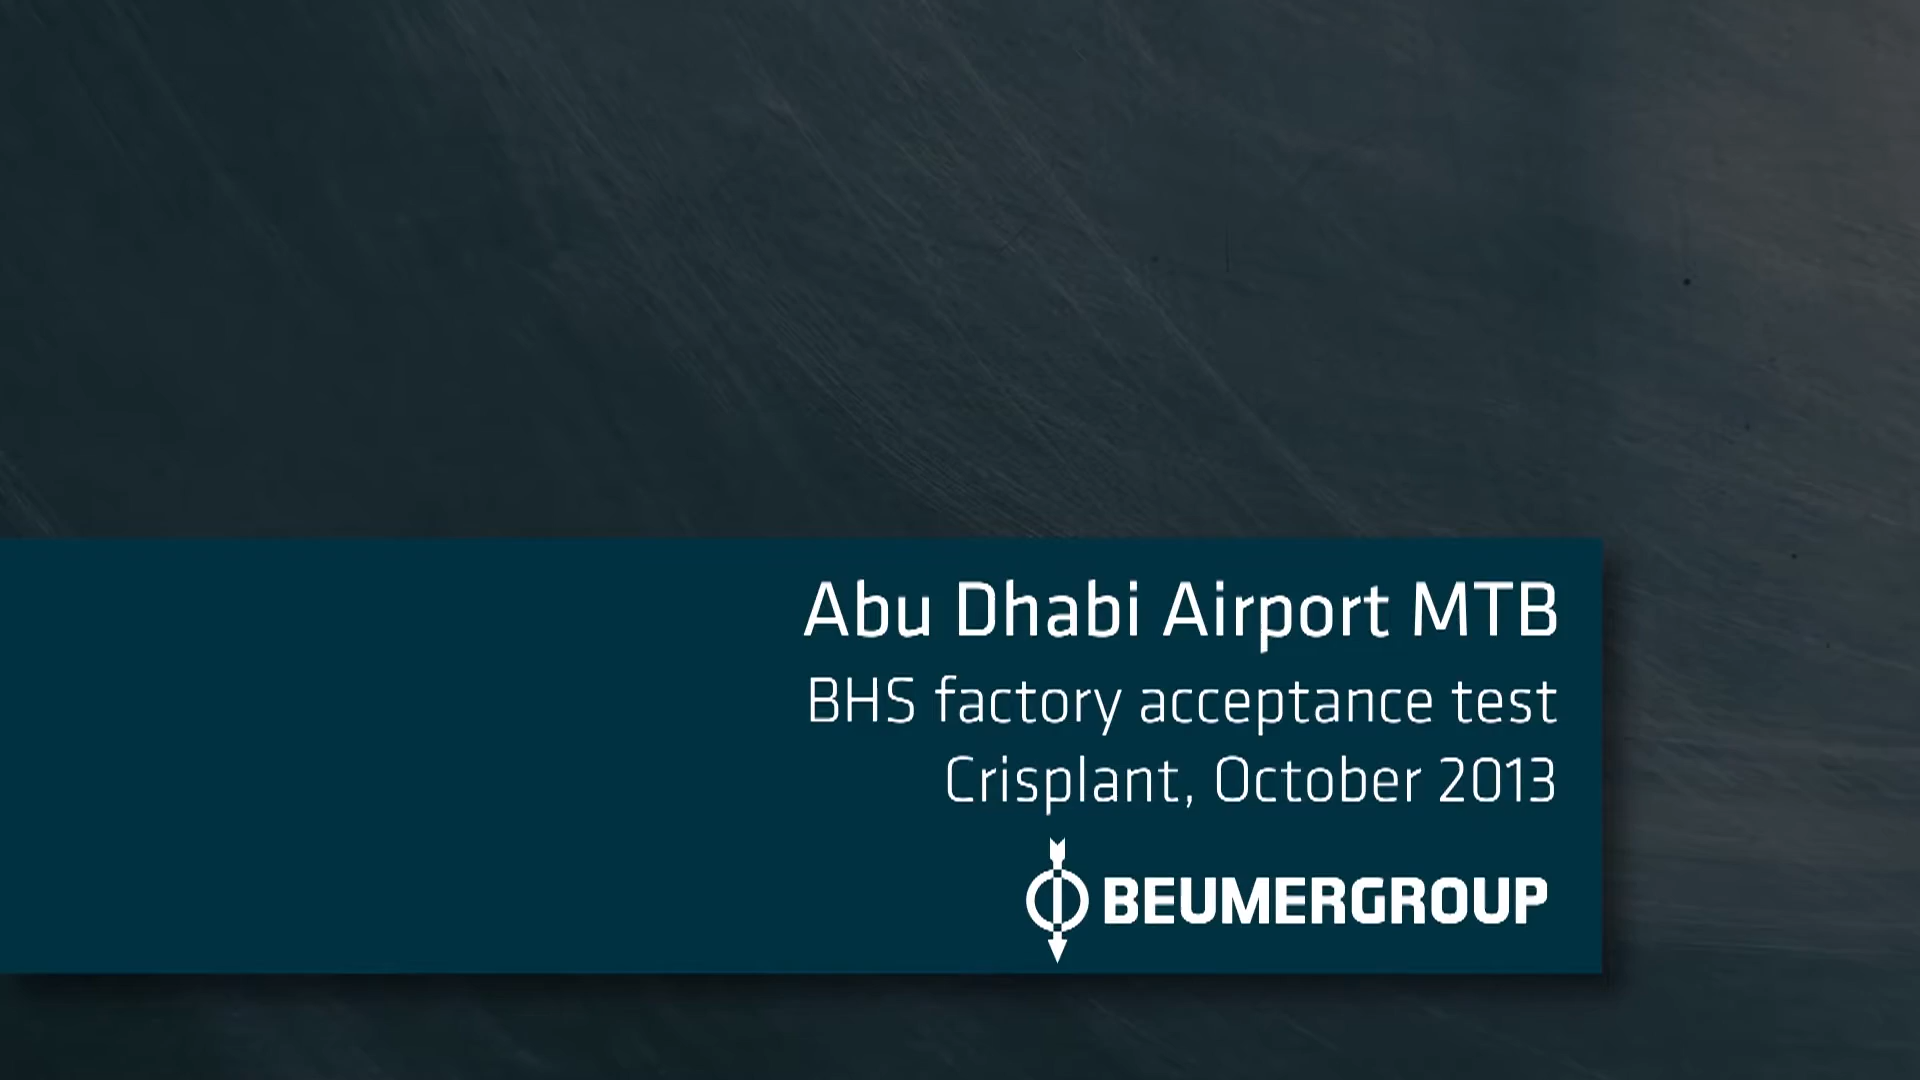 Abu Dhabi Airport MTB
BHS factory acceptance test
Crisplant, October 2013
BEUMERGROUP